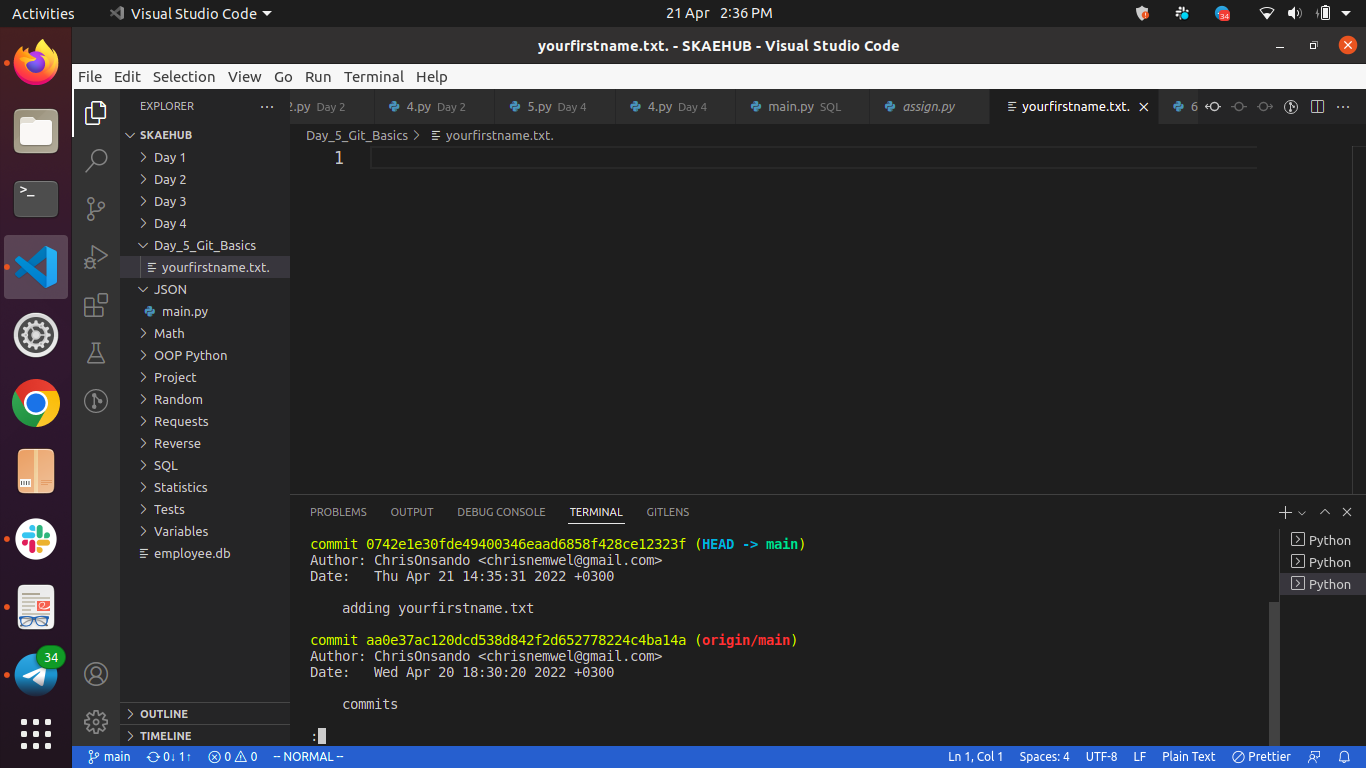 Activities Visual Studio Code 21 Apr 2:36 PM 34
yourfirstname.txt. - SKAEHUB - Visual Studio Code
File Edit Selection View Go Run Terminal Help
EXPLORER ···
2.py Day 2 4.py Day 2 5.py Day 4 4.py Day 4 main.py SQL assign.py yourfirstname.txt. 6
Day_5_Git_Basics > yourfirstname.txt.
1
SKAEHUB
Day 1
Day 2
Day 3
Day 4
Day_5_Git_Basics
yourfirstname.txt.
JSON
main.py
Math
OOP Python
Project
Random
Requests
Reverse
SQL
Statistics
Tests
Variables
employee.db
OUTLINE
TIMELINE
PROBLEMS OUTPUT DEBUG CONSOLE TERMINAL GITLENS
commit 0742e1e30fde49400346eaad6858f428ce12323f (HEAD -> main)
Author: ChrisOnsando <chrisnemwel@gmail.com>
Date: Thu Apr 21 14:35:31 2022 +0300
adding yourfirstname.txt
commit aa0e37ac120dcd538d842f2d652778224c4ba14a (origin/main)
Author: ChrisOnsando <chrisnemwel@gmail.com>
Date: Wed Apr 20 18:30:20 2022 +0300
commits
:
Python
Python
Python
34
main 0↓ 1↑ 0 0 -- NORMAL -- Ln 1, Col 1 Spaces: 4 UTF-8 LF Plain Text Prettier